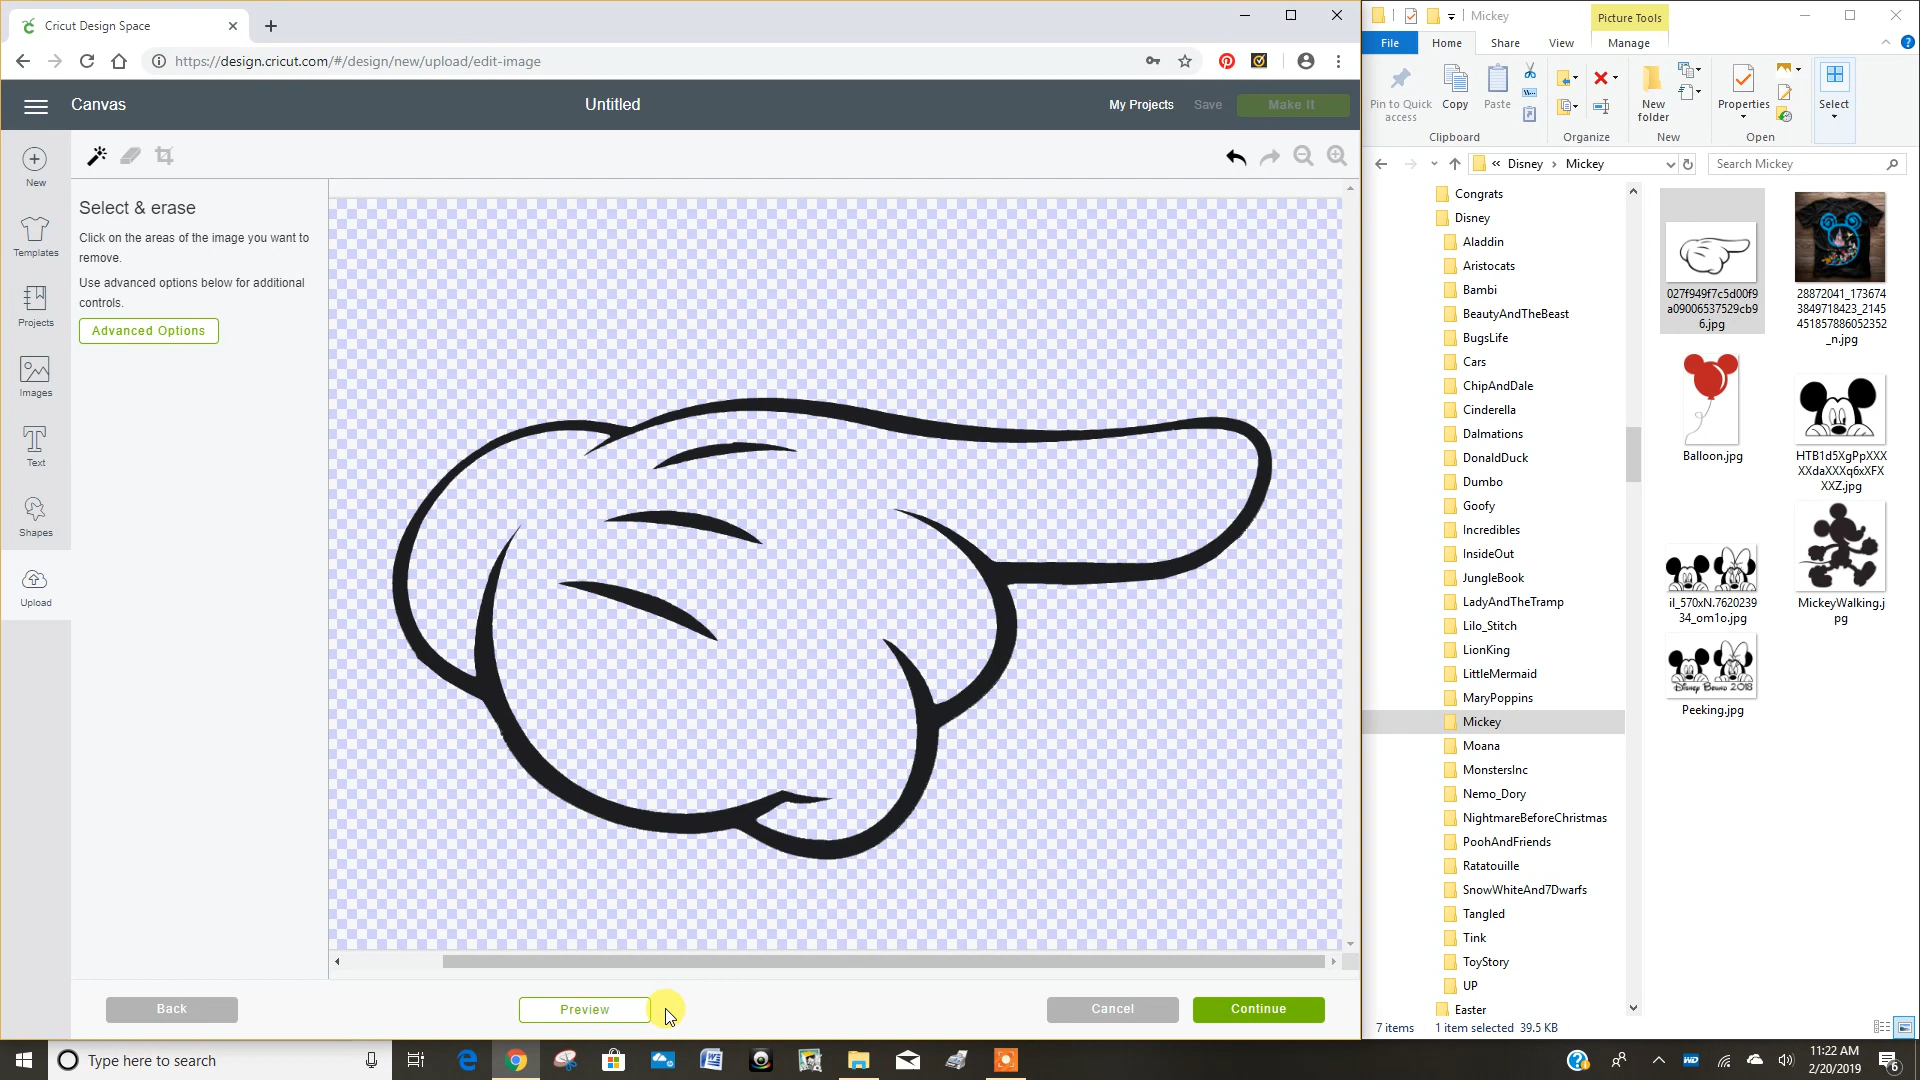 Cricut Design Space
https://design.cricut.com/#/design/new/upload/edit-image
Canvas
Untitled
My Projects
Save
Make It
New
Templates
Projects
Images
Text
Shapes
Upload
Select & erase
Click on the areas of the image you want to
remove.
Use advanced options below for additional
controls.
Advanced Options
Back
Preview
Cancel
Continue
Mickey
Picture Tools
File
Home
Share
View
Manage
Pin to Quick
access
Copy
Paste
New
folder
Properties
Select
Clipboard
Organize
New
Open
« Disney › Mickey
Search Mickey
Congrats
Disney
Aladdin
Aristocats
Bambi
BeautyAndTheBeast
BugsLife
Cars
ChipAndDale
Cinderella
Dalmations
DonaldDuck
Dumbo
Goofy
Incredibles
InsideOut
JungleBook
LadyAndTheTramp
Lilo_Stitch
LionKing
LittleMermaid
MaryPoppins
Mickey
Moana
MonstersInc
Nemo_Dory
NightmareBeforeChristmas
PoohAndFriends
Ratatouille
SnowWhiteAnd7Dwarfs
Tangled
Tink
ToyStory
UP
Easter
027f949f7c5d00f9
a09006537529cb9
6.jpg
28872041_173674
3849718423_2145
451857886052352
_n.jpg
Balloon.jpg
HTB1d5XgPpXXX
XXdaXXXq6xXFX
XXZ.jpg
il_570xN.7620239
34_om1o.jpg
MickeyWalking.j
pg
Disney Bound 2018
Peeking.jpg
7 items
1 item selected 39.5 KB
Type here to search
WD
11:22 AM
2/20/2019
6